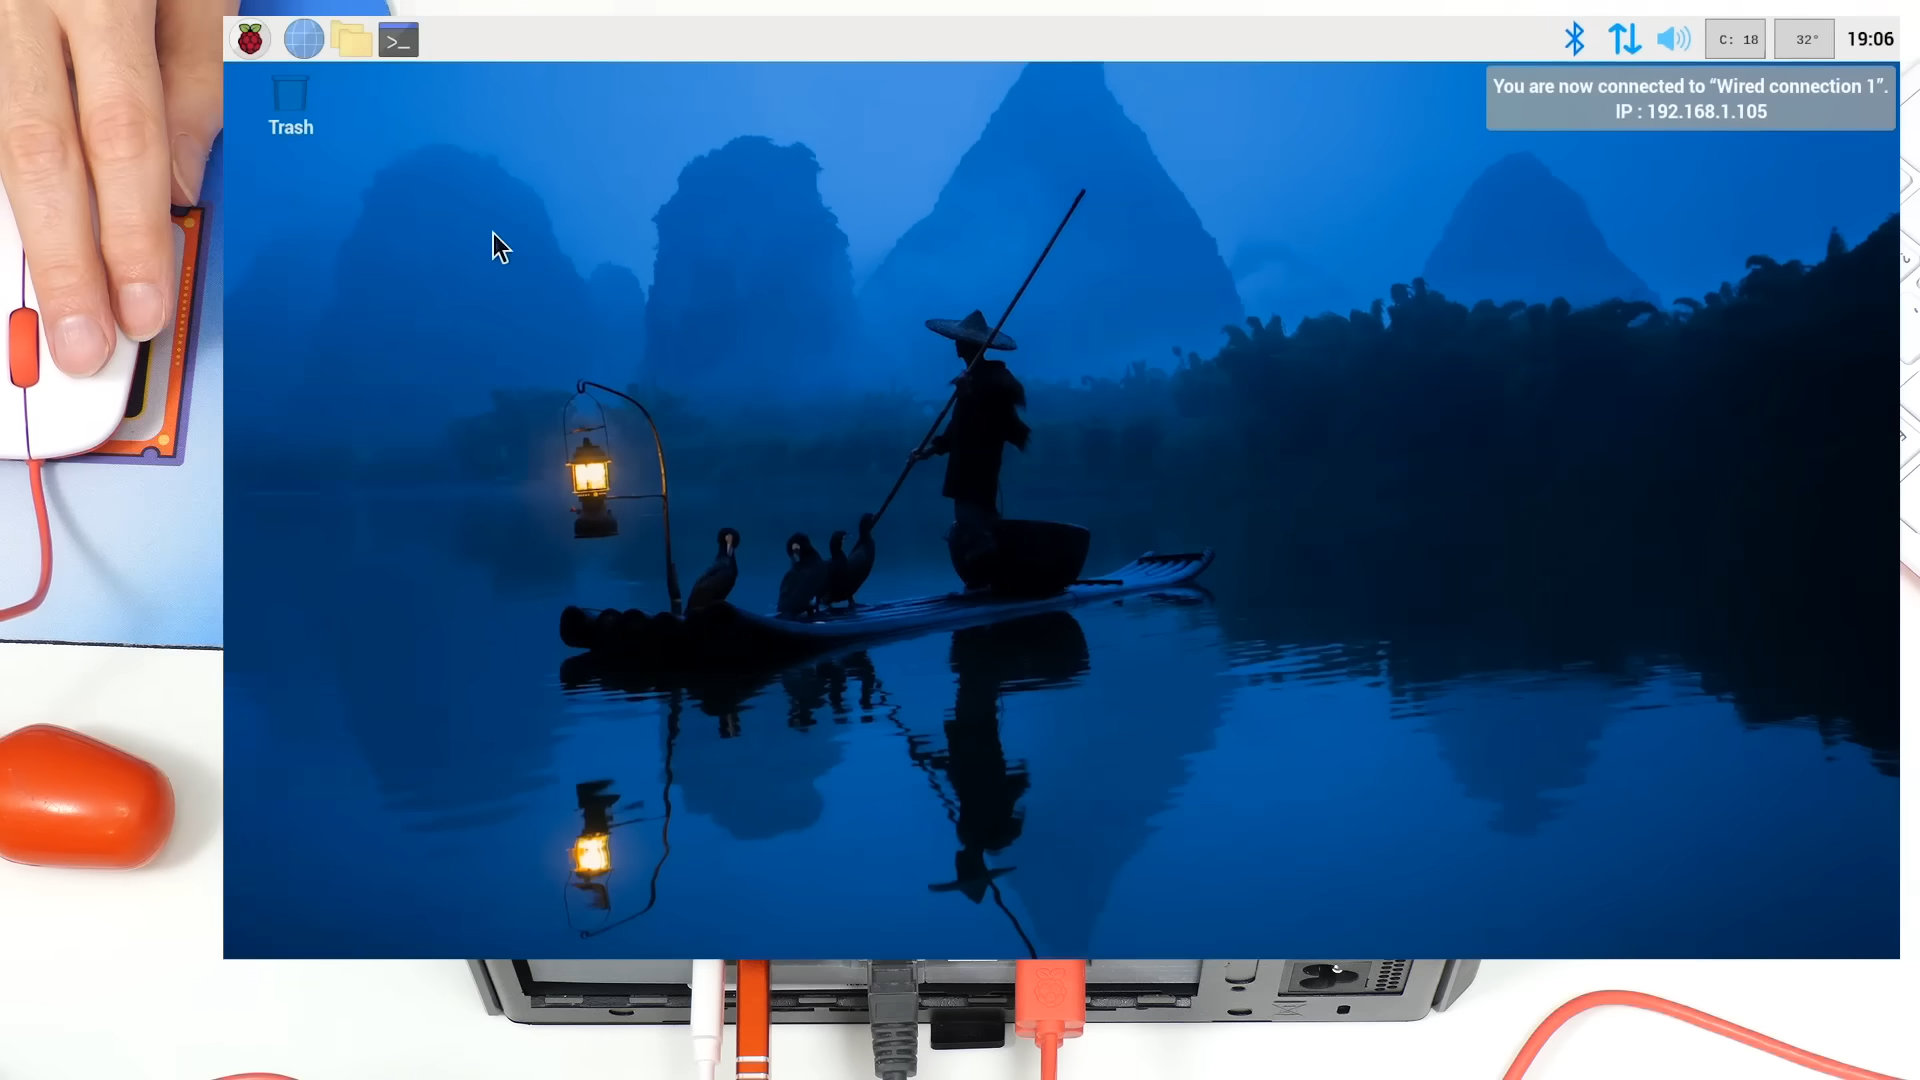 >_
C: 18
32°
19:06
You are now connected to “Wired connection 1”.
IP : 192.168.1.105
Trash